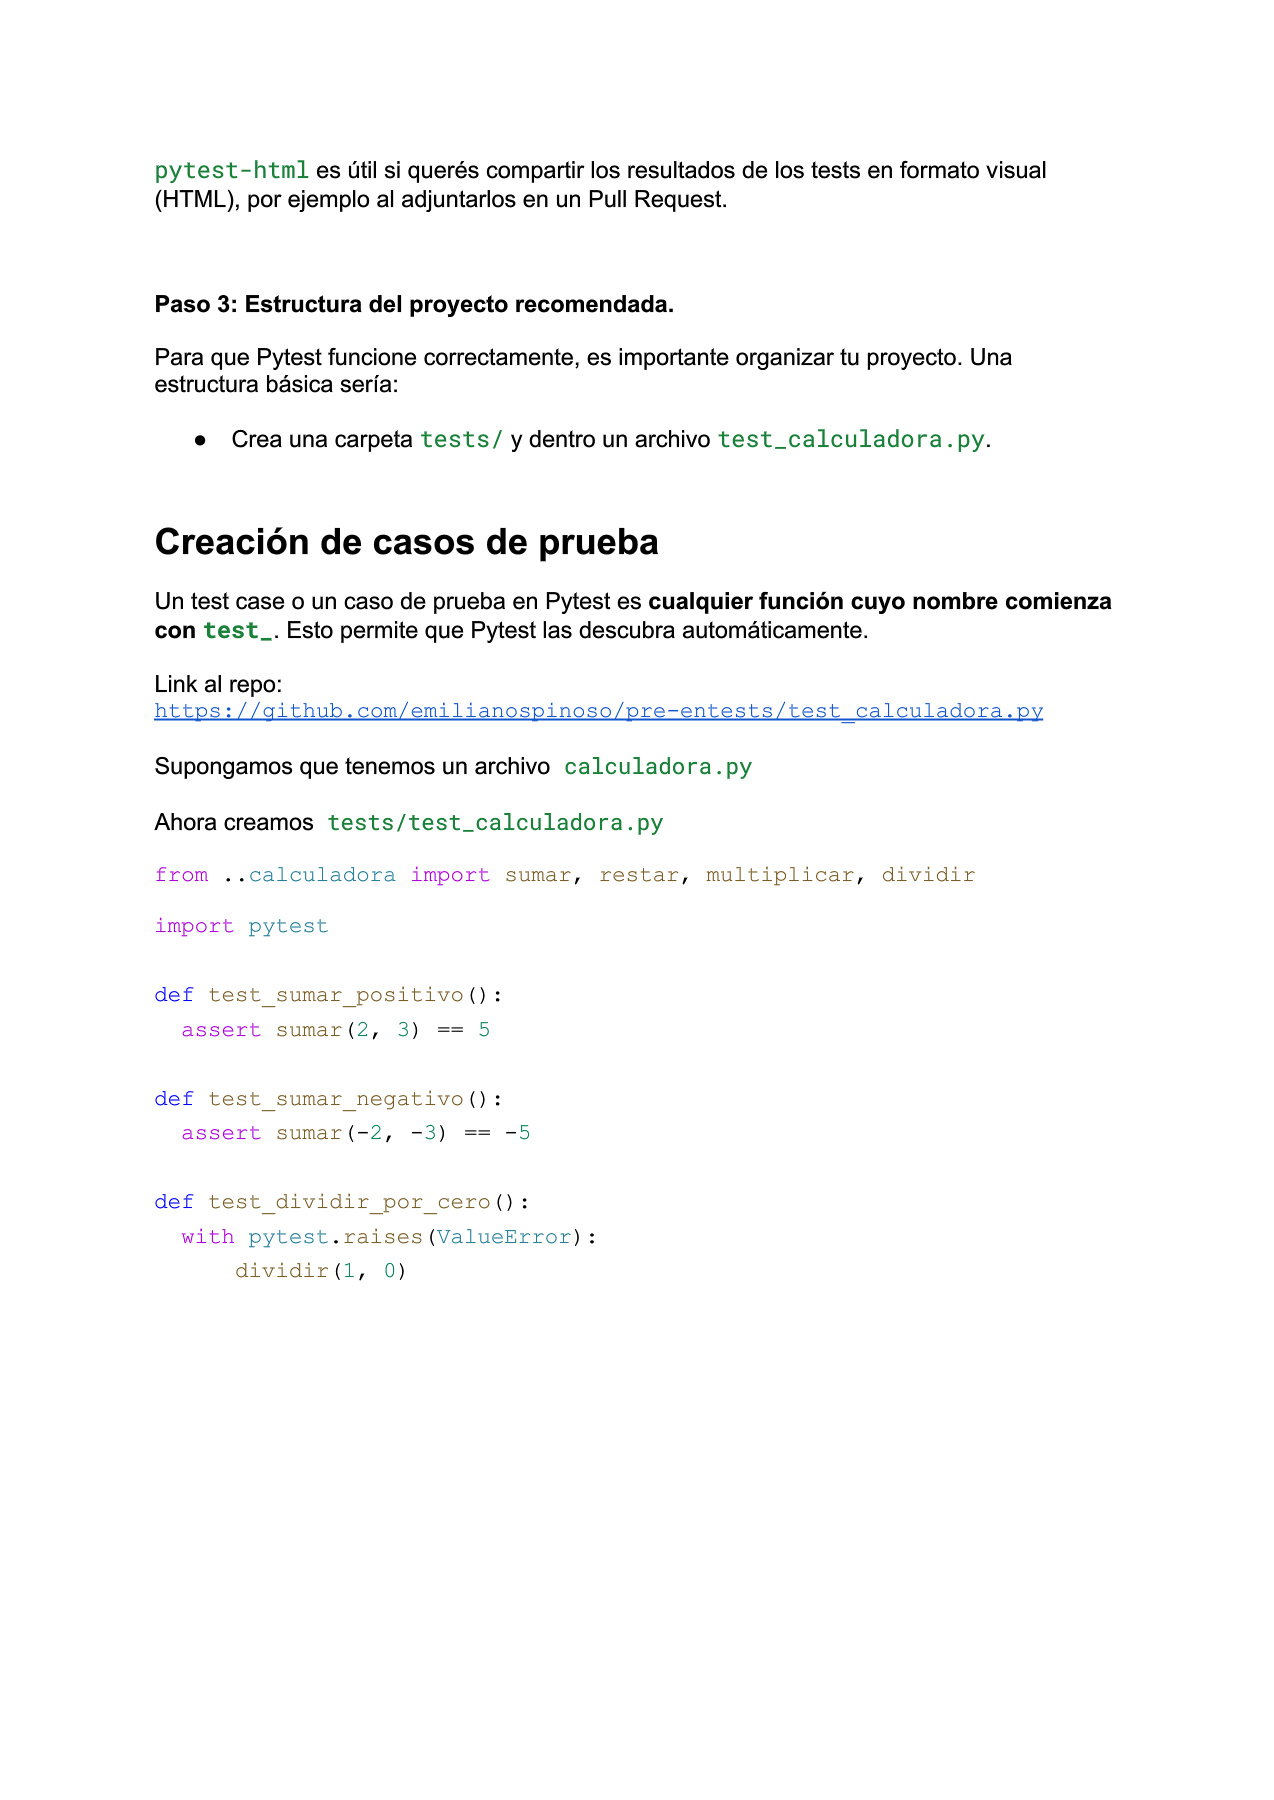 pytest-html es útil si querés compartir los resultados de los tests en formato visual
(HTML), por ejemplo al adjuntarlos en un Pull Request.
Paso 3: Estructura del proyecto recomendada.
Para que Pytest funcione correctamente, es importante organizar tu proyecto. Una
estructura básica sería:
● Crea una carpeta tests/ y dentro un archivo test_calculadora.py.
Creación de casos de prueba
Un test case o un caso de prueba en Pytest es cualquier función cuyo nombre comienza
con test_. Esto permite que Pytest las descubra automáticamente.
Link al repo:
https://github.com/emilianospinoso/pre-entests/test_calculadora.py
Supongamos que tenemos un archivo calculadora.py
Ahora creamos tests/test_calculadora.py
from ..calculadora import sumar, restar, multiplicar, dividir
import pytest
def test_sumar_positivo():
  assert sumar(2, 3) == 5
def test_sumar_negativo():
  assert sumar(-2, -3) == -5
def test_dividir_por_cero():
  with pytest.raises(ValueError):
      dividir(1, 0)